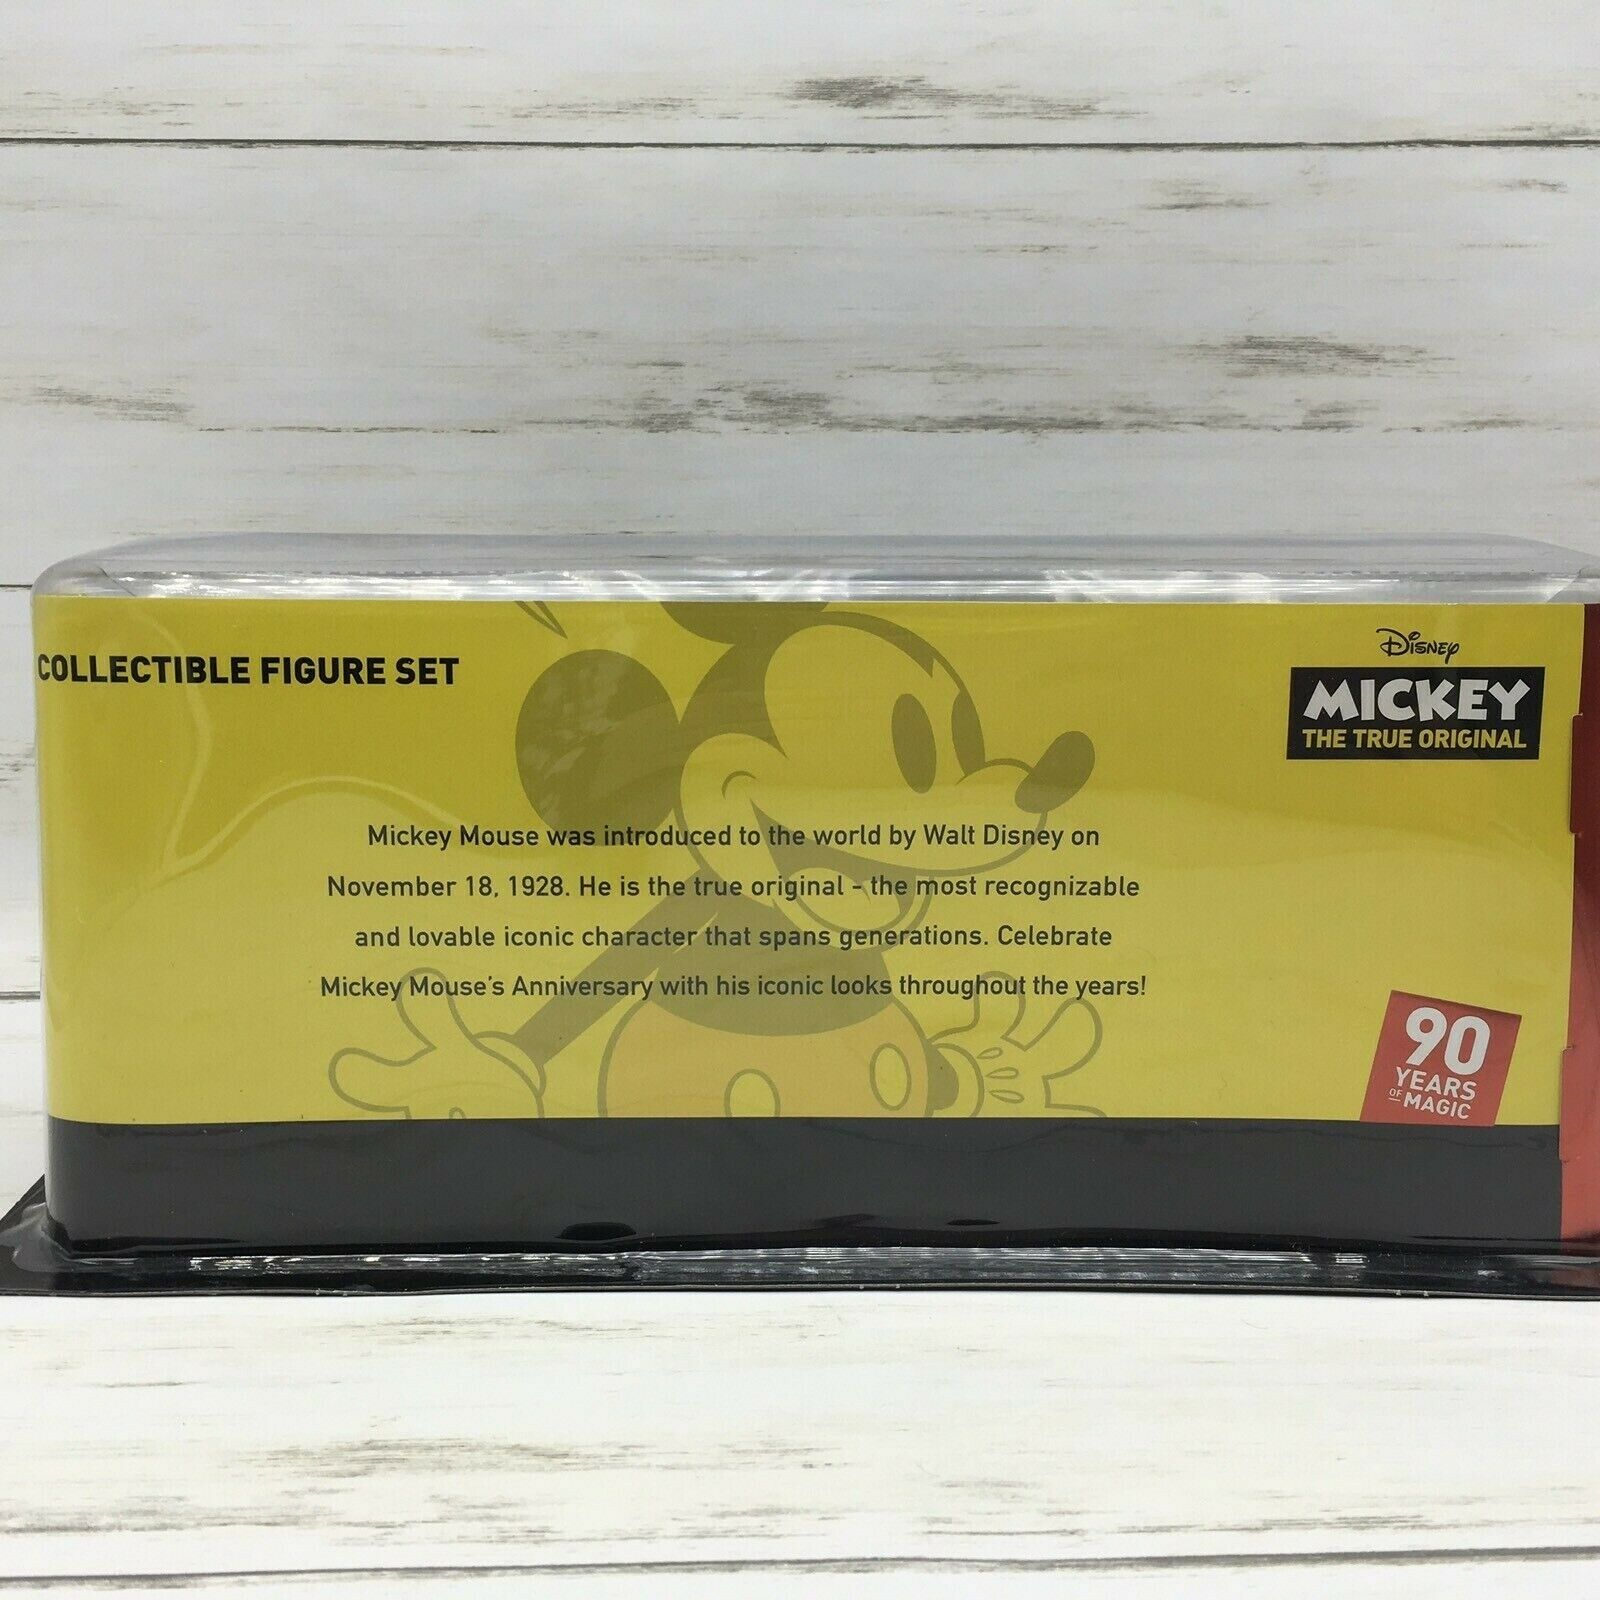 COLLECTIBLE FIGURE SET
Disney
MICKEY
THE TRUE ORIGINAL
Mickey Mouse was introduced to the world by Walt Disney on
November 18, 1928. He is the true original - the most recognizable
and lovable iconic character that spans generations. Celebrate
Mickey Mouse's Anniversary with his iconic looks throughout the years!
90
YEARS
OF MAGIC